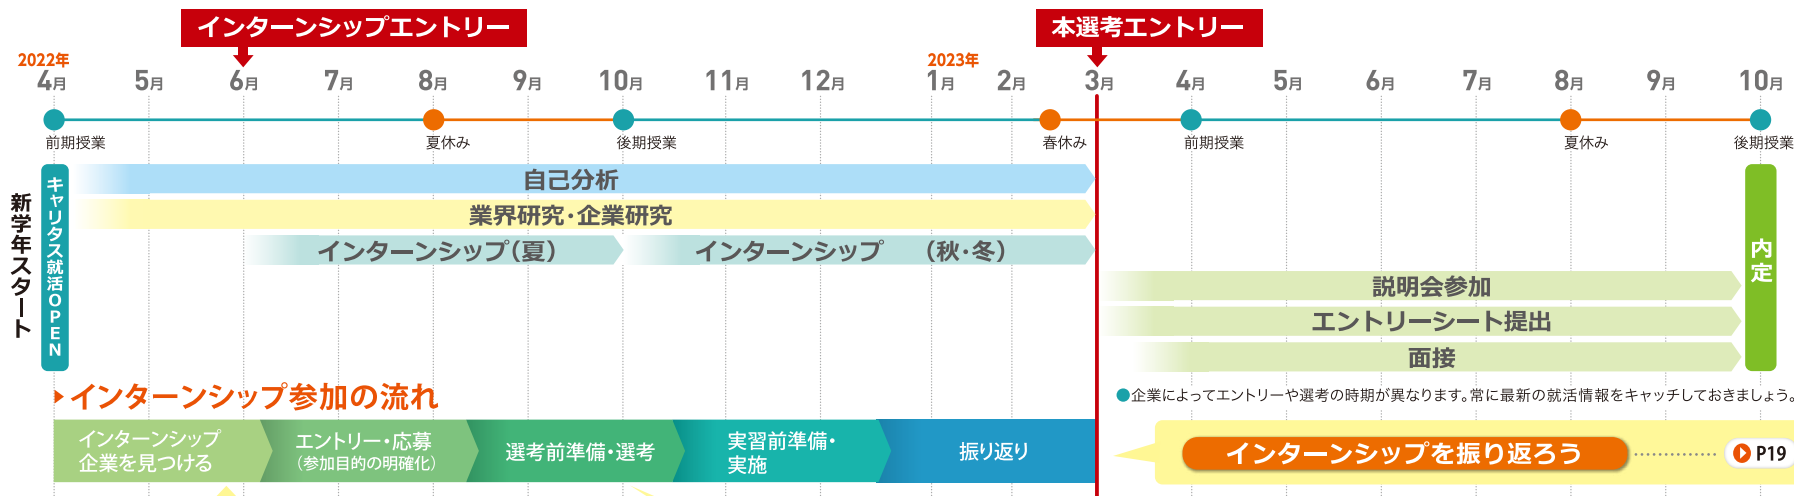 インターンシップエントリー
本選考エントリー
2022年
2023年
4月 5月 6月 7月 8月 9月 10月 11月 12月 1月 2月 3月 4月 5月 6月 7月 8月 9月 10月
前期授業 夏休み 後期授業 春休み 前期授業 夏休み 後期授業
新学年スタート
キャリタス就活OPEN
自己分析
業界研究・企業研究
インターンシップ(夏)
インターンシップ (秋・冬)
説明会参加
エントリーシート提出
面接
内定
●企業によってエントリーや選考の時期が異なります。常に最新の就活情報をキャッチしておきましょう。
インターンシップ参加の流れ
インターンシップ
企業を見つける
エントリー・応募
(参加目的の明確化)
選考前準備・選考
実習前準備・
実施
振り返り
インターンシップを振り返ろう
P19